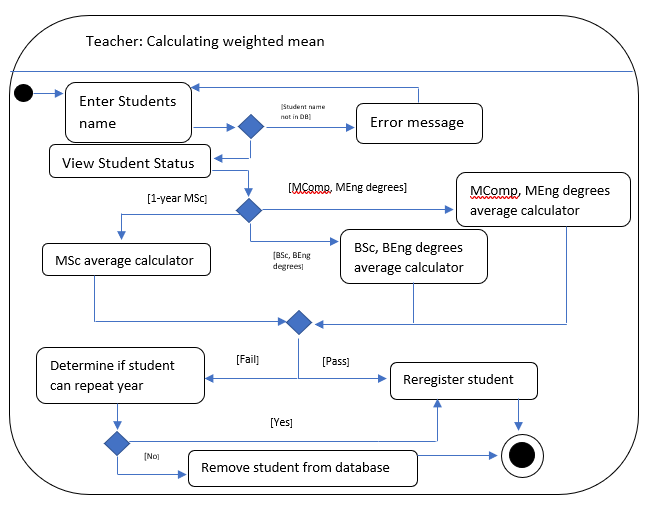 Teacher: Calculating weighted mean
Enter Students
name
[Student name
not in DB]
Error message
View Student Status
[1-year MSc]
[MComp, MEng degrees]
MComp, MEng degrees
average calculator
MSc average calculator
[BSc, BEng
degrees]
BSc, BEng degrees
average calculator
Determine if student
can repeat year
[Fail]
[Pass]
Reregister student
[Yes]
[No]
Remove student from database